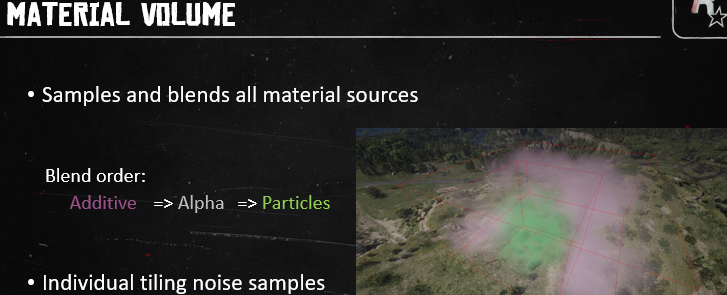 MATERIAL VOLUME
• Samples and blends all material sources
Blend order:
Additive => Alpha => Particles
• Individual tiling noise samples